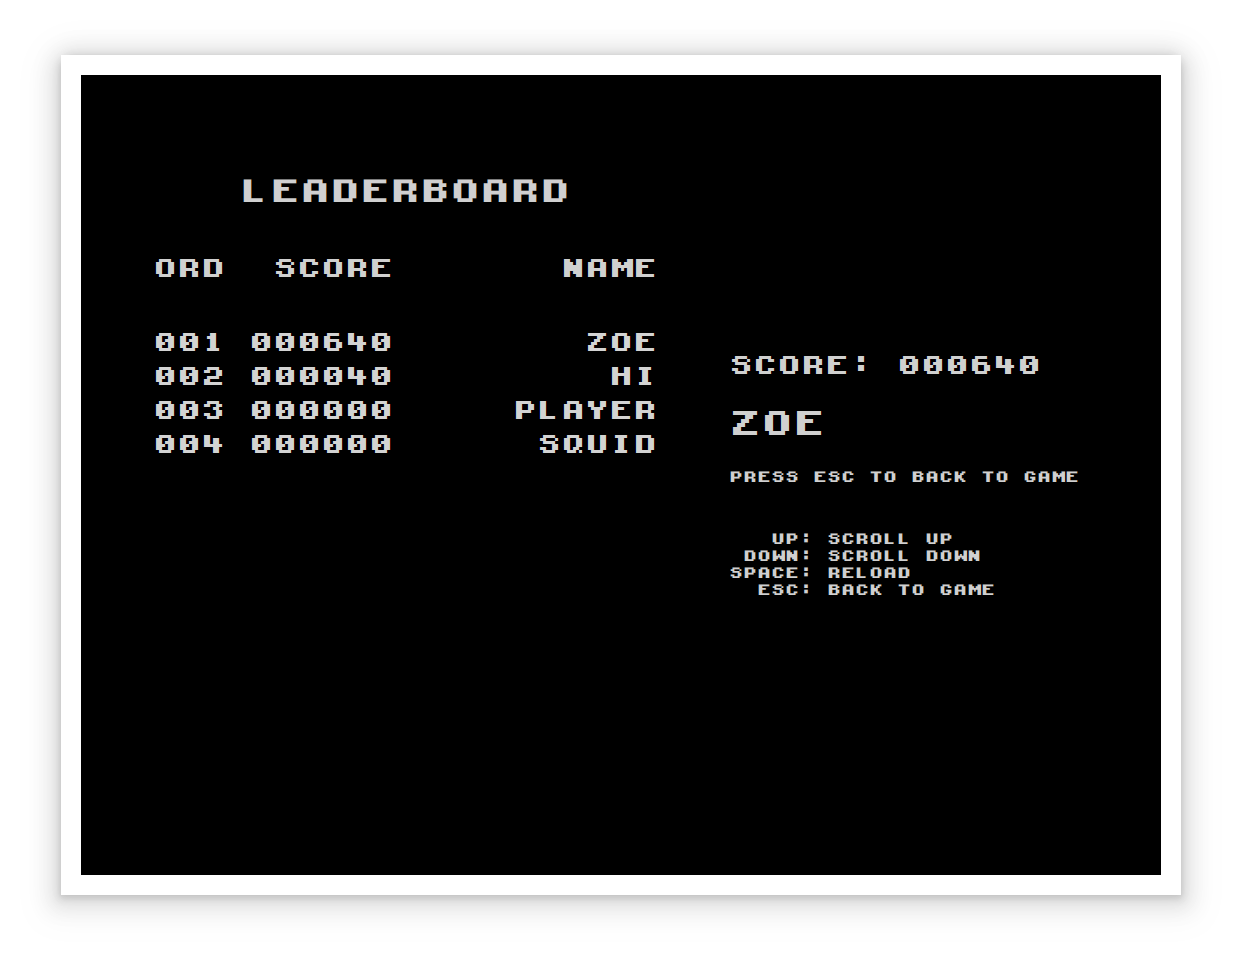 LEADERBOARD
ORD SCORE NAME
001 000640 ZOE
002 000040 HI
003 000000 PLAYER
004 000000 SQUID
SCORE: 000640
ZOE
PRESS ESC TO BACK TO GAME
UP: SCROLL UP
DOWN: SCROLL DOWN
SPACE: RELOAD
ESC: BACK TO GAME